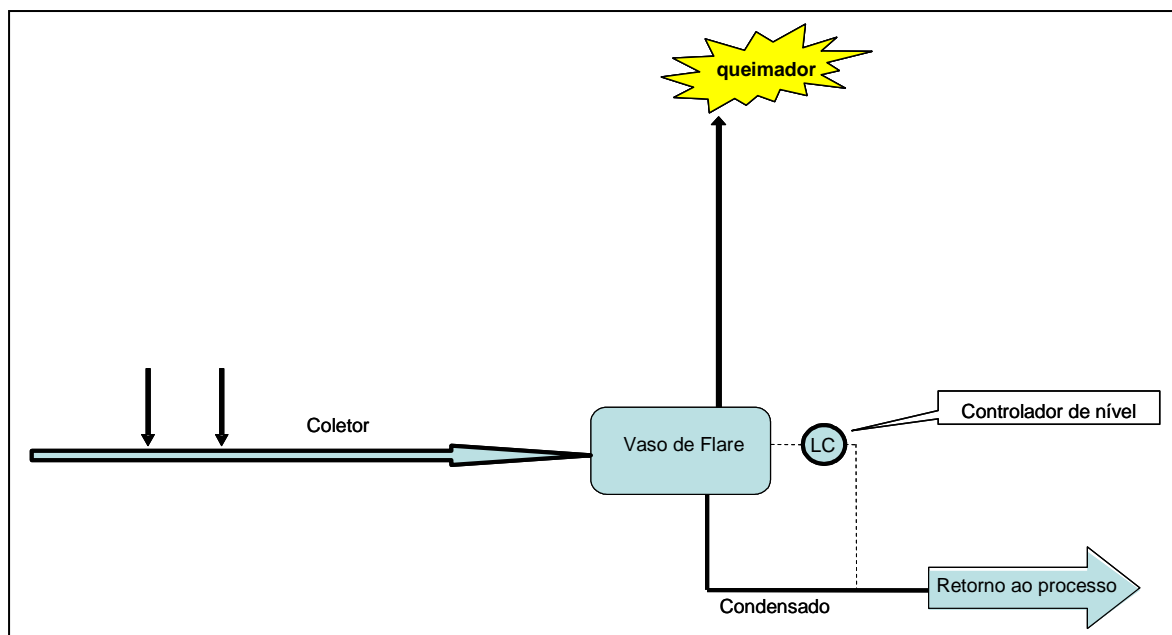 queimador
Coletor
Controlador de nível
Vaso de Flare
LC
Retorno ao processo
Condensado